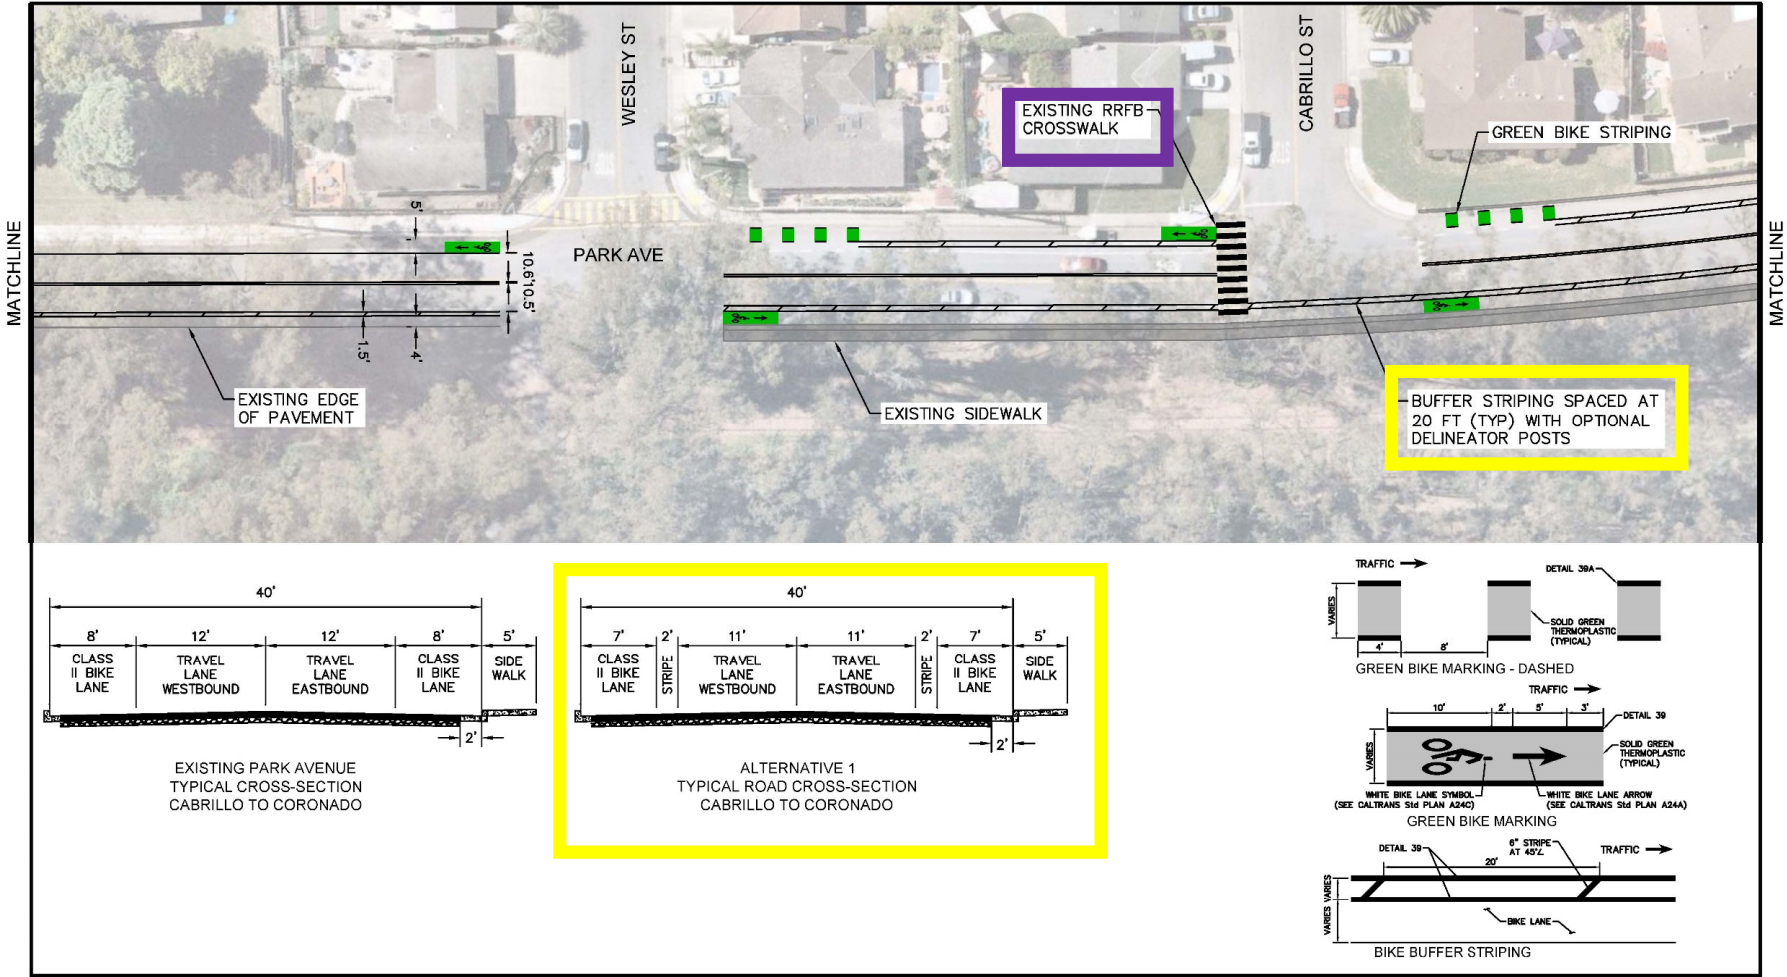 WESLEY ST
CABRILLO ST
EXISTING RRFB
CROSSWALK
GREEN BIKE STRIPING
MATCHLINE
MATCHLINE
PARK AVE
5'
10.6'
10.5'
1.5'
4'
EXISTING EDGE
OF PAVEMENT
EXISTING SIDEWALK
BUFFER STRIPING SPACED AT
20 FT (TYP) WITH OPTIONAL
DELINEATOR POSTS
40'
8' 12' 12' 8' 5'
CLASS
II BIKE
LANE
TRAVEL
LANE
WESTBOUND
TRAVEL
LANE
EASTBOUND
CLASS
II BIKE
LANE
SIDE
WALK
2'
EXISTING PARK AVENUE
TYPICAL CROSS-SECTION
CABRILLO TO CORONADO
40'
7' 2' 11' 11' 2' 7' 5'
CLASS
II BIKE
LANE
STRIPE
TRAVEL
LANE
WESTBOUND
TRAVEL
LANE
EASTBOUND
STRIPE
CLASS
II BIKE
LANE
SIDE
WALK
2'
ALTERNATIVE 1
TYPICAL ROAD CROSS-SECTION
CABRILLO TO CORONADO
TRAFFIC
DETAIL 39A
VARIES
SOLID GREEN
THERMOPLASTIC
(TYPICAL)
4' 8'
GREEN BIKE MARKING - DASHED
TRAFFIC
10' 2' 5' 3'
DETAIL 39
VARIES
SOLID GREEN
THERMOPLASTIC
(TYPICAL)
WHITE BIKE LANE SYMBOL
(SEE CALTRANS Std PLAN A24C)
WHITE BIKE LANE ARROW
(SEE CALTRANS Std PLAN A24A)
GREEN BIKE MARKING
DETAIL 39
6" STRIPE
AT 45°∠
TRAFFIC
20'
VARIES
VARIES
BIKE LANE
BIKE BUFFER STRIPING